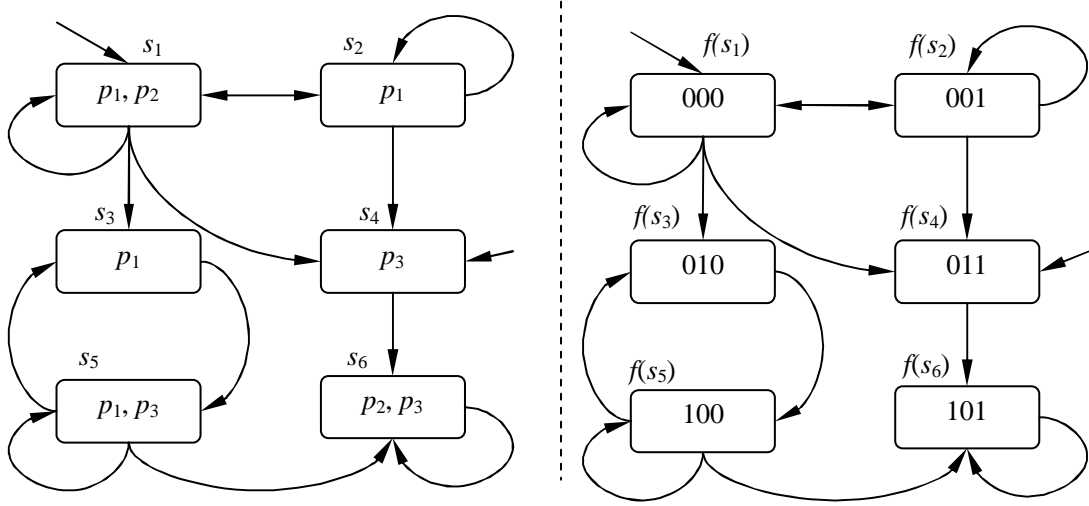 s1
s2
p1, p2
p1
s3
s4
p1
p3
s5
s6
p1, p3
p2, p3
f(s1)
f(s2)
000
001
f(s3)
f(s4)
010
011
f(s5)
f(s6)
100
101